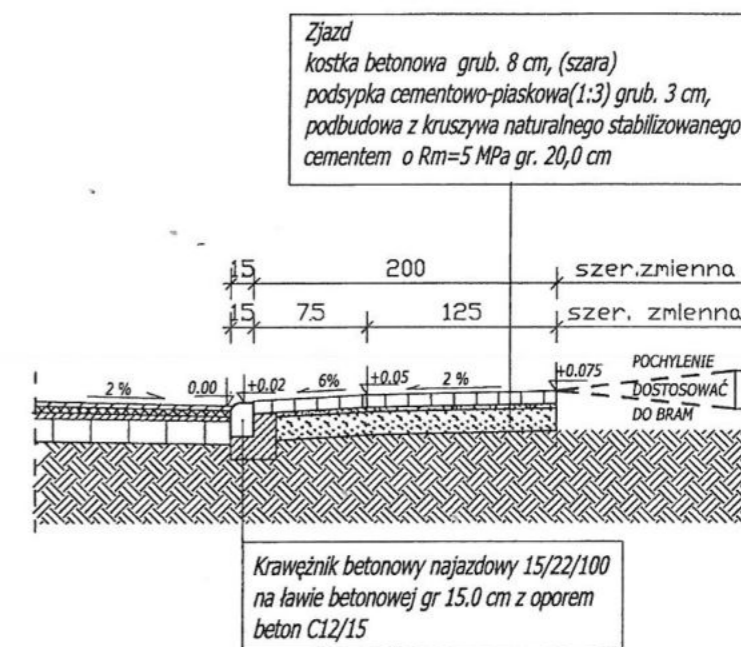 Zjazd
kostka betonowa grub. 8 cm, (szara)
podsypka cementowo-piaskowa(1:3) grub. 3 cm,
podbudowa z kruszywa naturalnego stabilizowanego
cementem o Rm=5 MPa gr. 20,0 cm
15 200 szer.zmienna
15 75 125 szer. zmienna
2 % 0.00 +0.02 6% +0.05 2 % +0.075
POCHYLENIE
DOSTOSOWAĆ
DO BRAM
Krawężnik betonowy najazdowy 15/22/100
na ławie betonowej gr 15.0 cm z oporem
beton C12/15